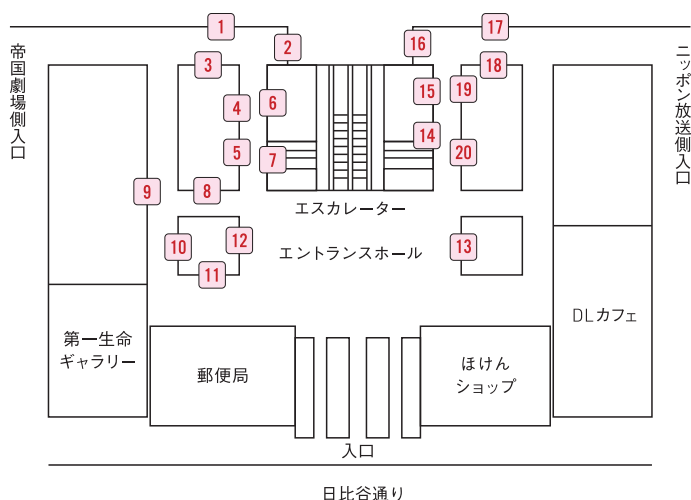 1
17
2
16
帝国劇場側入口
ニッポン放送側入口
3
18
4
6
15
19
5
7
14
20
8
9
エスカレーター
10
12
11
エントランスホール
13
第一生命
ギャラリー
郵便局
ほけん
ショップ
DLカフェ
入口
日比谷通り